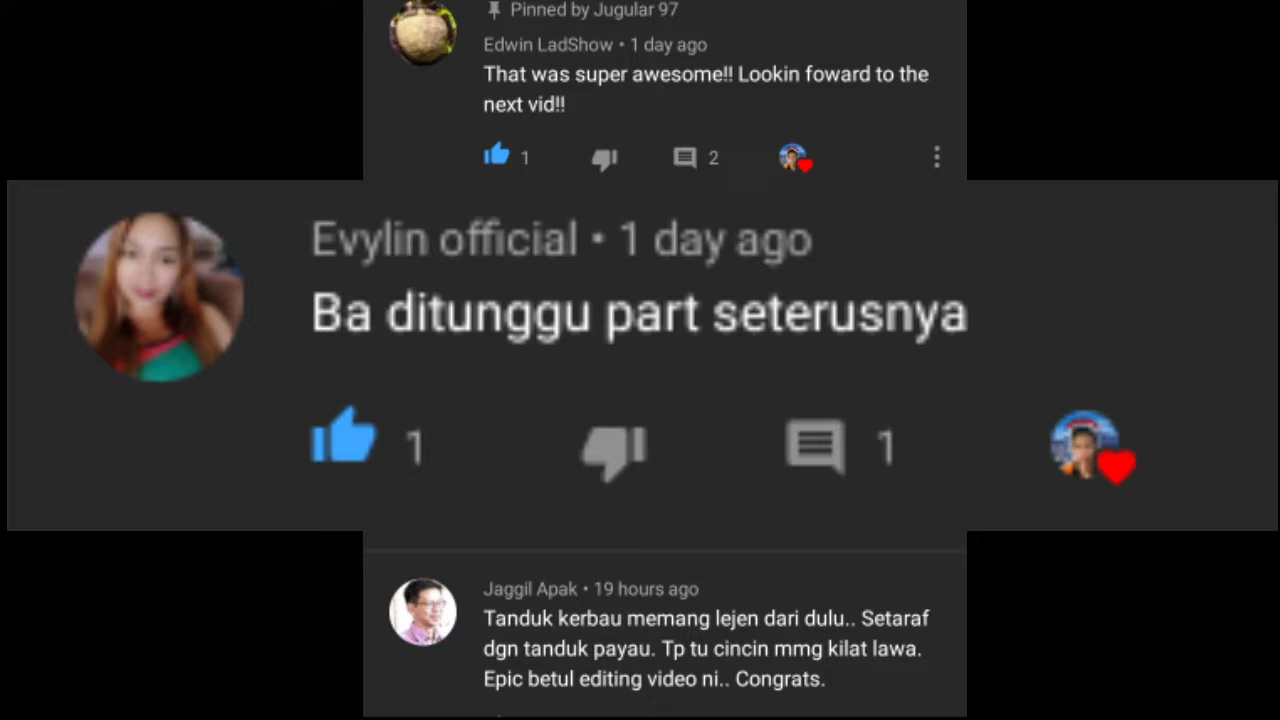 Pinned by Jugular 97
Edwin LadShow • 1 day ago
That was super awesome!! Lookin foward to the
next vid!!
1 2
Evylin official • 1 day ago
Ba ditunggu part seterusnya
1 1
Jaggil Apak • 19 hours ago
Tanduk kerbau memang lejen dari dulu.. Setaraf
dgn tanduk payau. Tp tu cincin mmg kilat lawa.
Epic betul editing video ni.. Congrats.